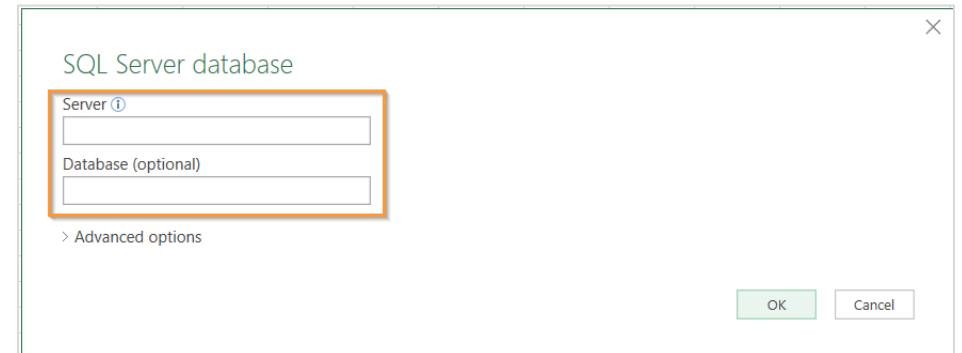 SQL Server database
Server
Database (optional)
> Advanced options
OK Cancel